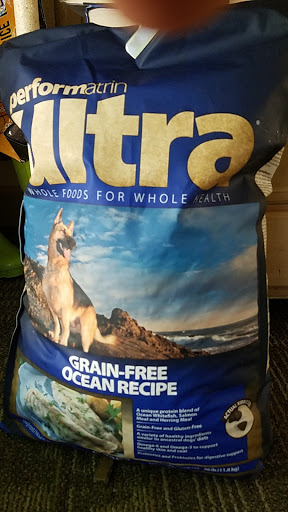 performatrin
Ultra
WHOLE FOODS FOR WHOLE HEALTH
GRAIN-FREE
OCEAN RECIPE
A unique protein blend of
Ocean Whitefish, Salmon
Meal and Herring Meal
Grain-Free and Gluten-Free
A variety of healthy ingredients
similar to ancestral dogs' diets
Omega-6 and Omega-3 to support
healthy skin and coat
Prebiotics and Probiotics for digestive support